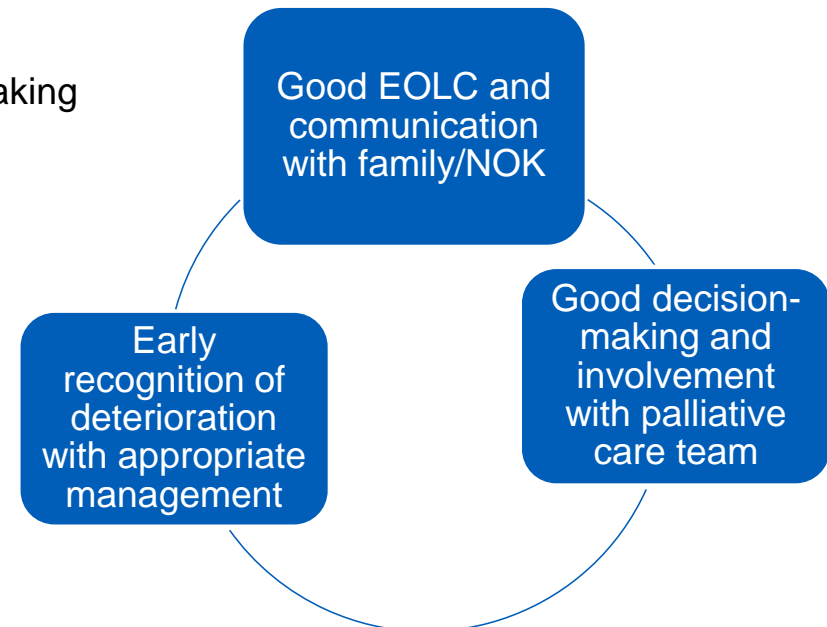 Good EOLC and
communication
with family/NOK
Good decision-
making and
involvement
with palliative
care team
Early
recognition of
deterioration
with appropriate
management